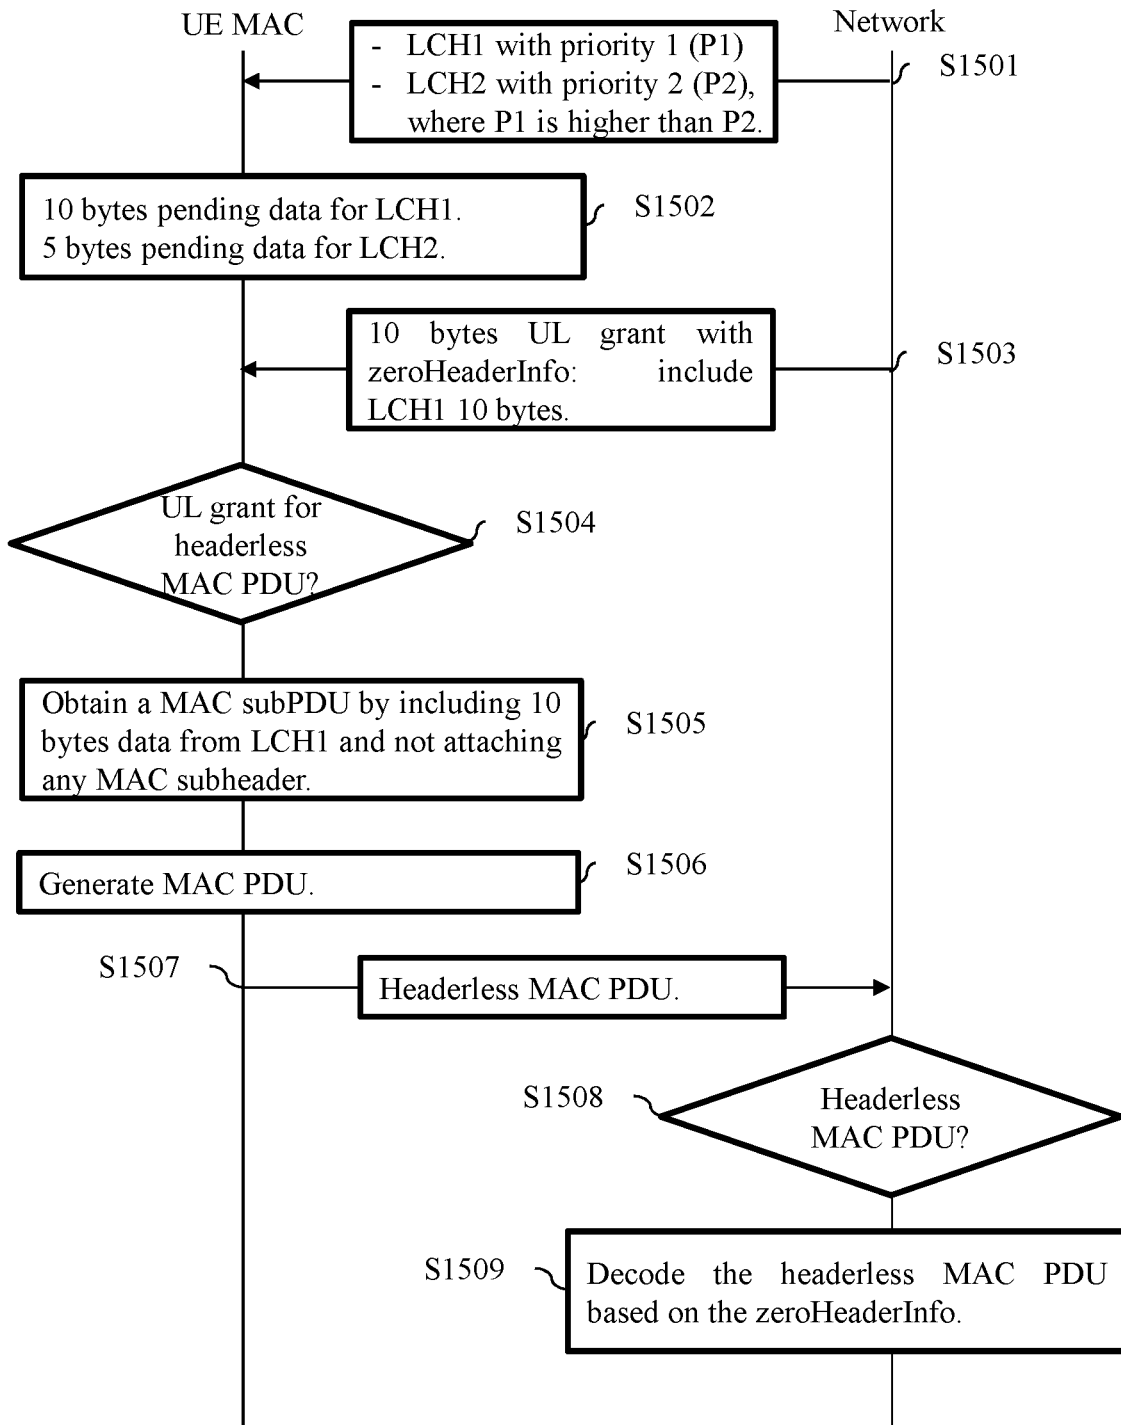 UE MAC
Network
- LCH1 with priority 1 (P1)
- LCH2 with priority 2 (P2),
where P1 is higher than P2.
S1501
10 bytes pending data for LCH1.
5 bytes pending data for LCH2.
S1502
10 bytes UL grant with
zeroHeaderInfo: include
LCH1 10 bytes.
S1503
UL grant for
headerless
MAC PDU?
S1504
Obtain a MAC subPDU by including 10
bytes data from LCH1 and not attaching
any MAC subheader.
S1505
Generate MAC PDU.
S1506
S1507
Headerless MAC PDU.
S1508
Headerless
MAC PDU?
S1509
Decode the headerless MAC PDU
based on the zeroHeaderInfo.